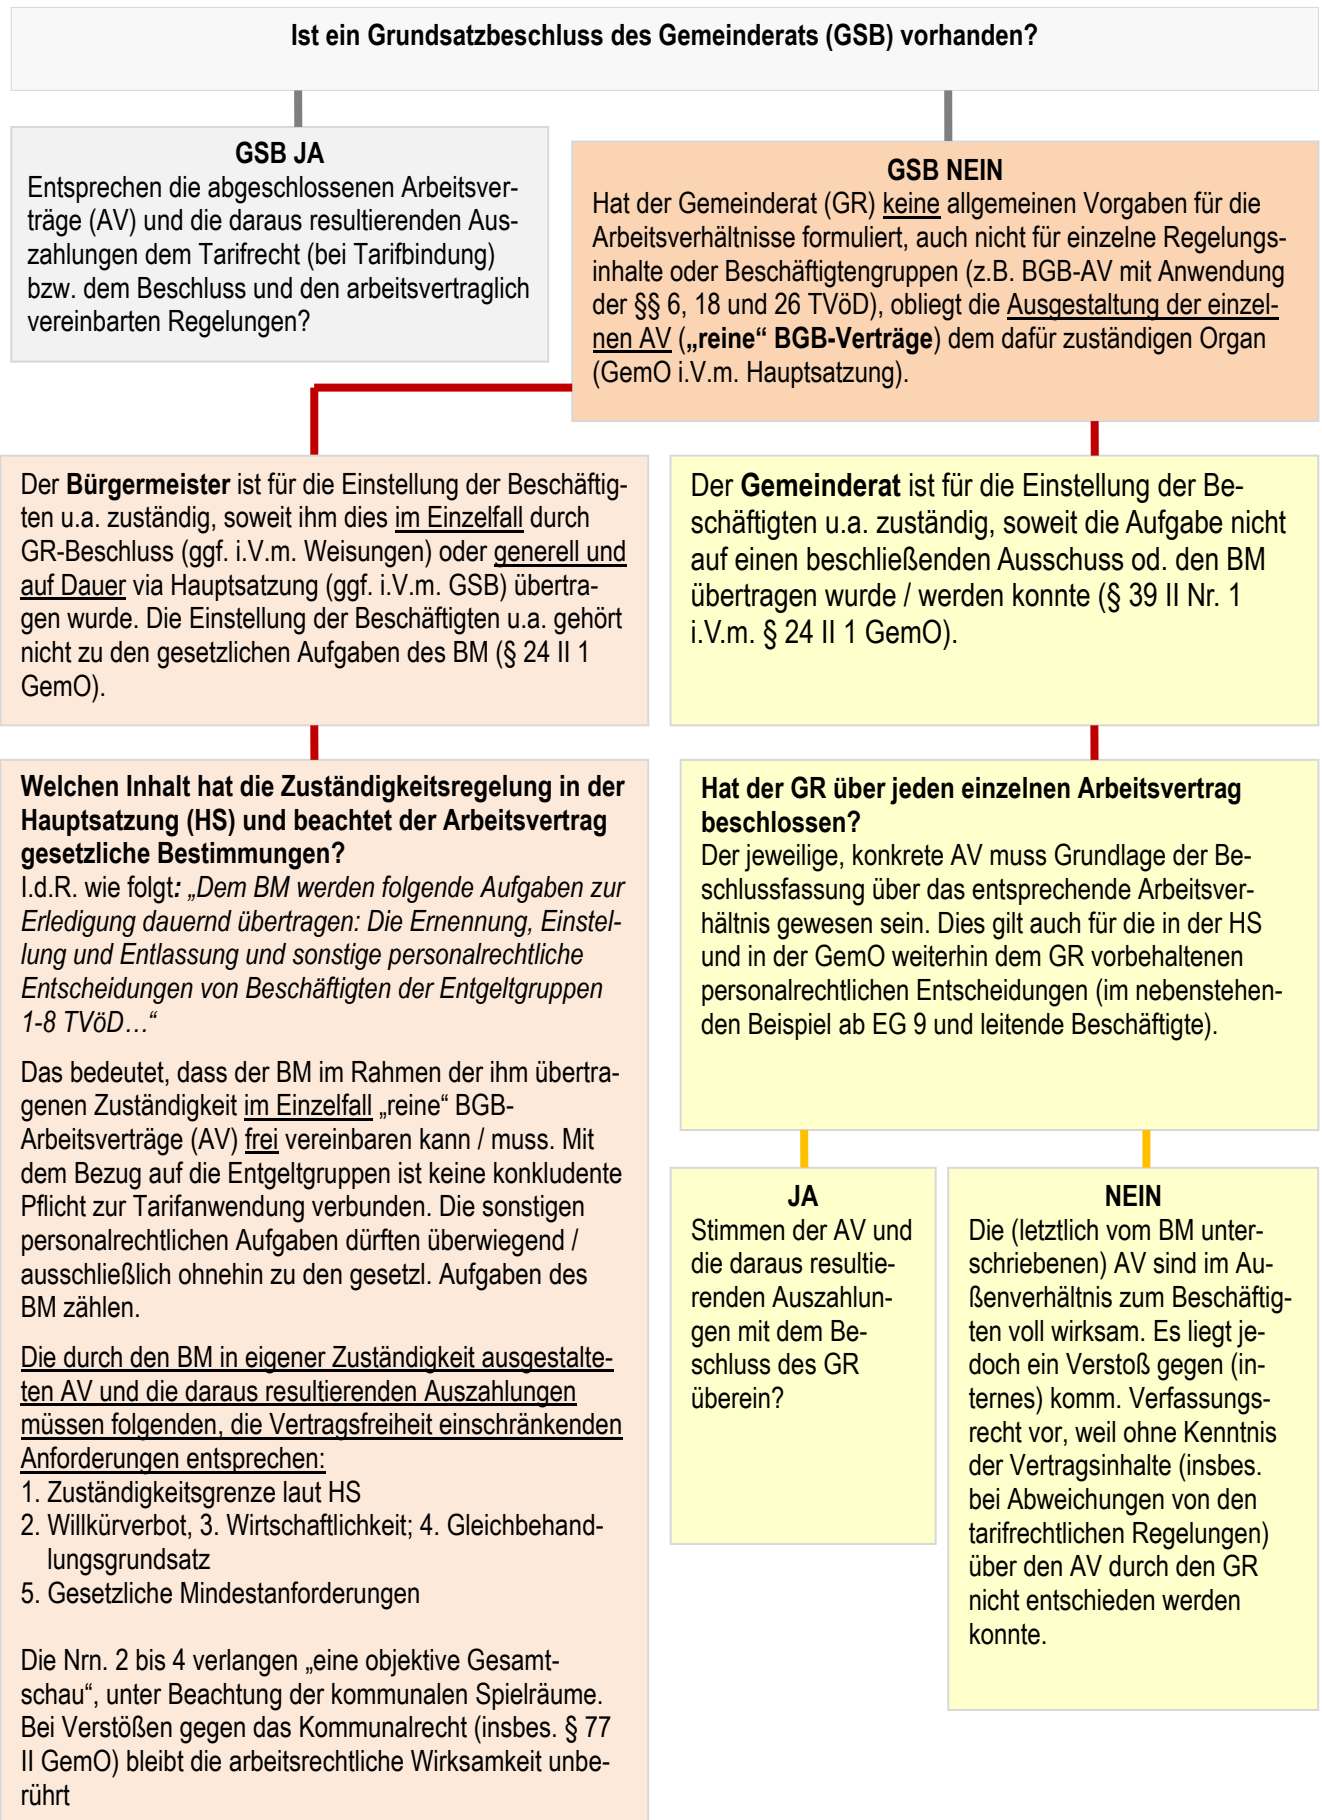 Ist ein Grundsatzbeschluss des Gemeinderats (GSB) vorhanden?
GSB JA
Entsprechen die abgeschlossenen Arbeitsver-
träge (AV) und die daraus resultierenden Aus-
zahlungen dem Tarifrecht (bei Tarifbindung)
bzw. dem Beschluss und den arbeitsvertraglich
vereinbarten Regelungen?
GSB NEIN
Hat der Gemeinderat (GR) keine allgemeinen Vorgaben für die
Arbeitsverhältnisse formuliert, auch nicht für einzelne Regelungs-
inhalte oder Beschäftigtengruppen (z.B. BGB-AV mit Anwendung
der §§ 6, 18 und 26 TVöD), obliegt die Ausgestaltung der einzel-
nen AV („reine“ BGB-Verträge) dem dafür zuständigen Organ
(GemO i.V.m. Hauptsatzung).
Der Bürgermeister ist für die Einstellung der Beschäftig-
ten u.a. zuständig, soweit ihm dies im Einzelfall durch
GR-Beschluss (ggf. i.V.m. Weisungen) oder generell und
auf Dauer via Hauptsatzung (ggf. i.V.m. GSB) übertra-
gen wurde. Die Einstellung der Beschäftigten u.a. gehört
nicht zu den gesetzlichen Aufgaben des BM (§ 24 II 1
GemO).
Der Gemeinderat ist für die Einstellung der Be-
schäftigten u.a. zuständig, soweit die Aufgabe nicht
auf einen beschließenden Ausschuss od. den BM
übertragen wurde / werden konnte (§ 39 II Nr. 1
i.V.m. § 24 II 1 GemO).
Welchen Inhalt hat die Zuständigkeitsregelung in der
Hauptsatzung (HS) und beachtet der Arbeitsvertrag
gesetzliche Bestimmungen?
I.d.R. wie folgt: „Dem BM werden folgende Aufgaben zur
Erledigung dauernd übertragen: Die Ernennung, Einstel-
lung und Entlassung und sonstige personalrechtliche
Entscheidungen von Beschäftigten der Entgeltgruppen
1-8 TVöD…“
Das bedeutet, dass der BM im Rahmen der ihm übertra-
genen Zuständigkeit im Einzelfall „reine“ BGB-
Arbeitsverträge (AV) frei vereinbaren kann / muss. Mit
dem Bezug auf die Entgeltgruppen ist keine konkludente
Pflicht zur Tarifanwendung verbunden. Die sonstigen
personalrechtlichen Aufgaben dürften überwiegend /
ausschließlich ohnehin zu den gesetzl. Aufgaben des
BM zählen.
Die durch den BM in eigener Zuständigkeit ausgestalte-
ten AV und die daraus resultierenden Auszahlungen
müssen folgenden, die Vertragsfreiheit einschränkenden
Anforderungen entsprechen:
1. Zuständigkeitsgrenze laut HS
2. Willkürverbot, 3. Wirtschaftlichkeit; 4. Gleichbehand-
lungsgrundsatz
5. Gesetzliche Mindestanforderungen
Die Nrn. 2 bis 4 verlangen „eine objektive Gesamt-
schau“, unter Beachtung der kommunalen Spielräume.
Bei Verstößen gegen das Kommunalrecht (insbes. § 77
II GemO) bleibt die arbeitsrechtliche Wirksamkeit unbe-
rührt
Hat der GR über jeden einzelnen Arbeitsvertrag
beschlossen?
Der jeweilige, konkrete AV muss Grundlage der Be-
schlussfassung über das entsprechende Arbeitsver-
hältnis gewesen sein. Dies gilt auch für die in der HS
und in der GemO weiterhin dem GR vorbehaltenen
personalrechtlichen Entscheidungen (im nebenstehen-
den Beispiel ab EG 9 und leitende Beschäftigte).
JA
Stimmen der AV und
die daraus resultie-
renden Auszahlun-
gen mit dem Be-
schluss des GR
überein?
NEIN
Die (letztlich vom BM unter-
schriebenen) AV sind im Au-
ßenverhältnis zum Beschäftig-
ten voll wirksam. Es liegt je-
doch ein Verstoß gegen (in-
ternes) komm. Verfassungs-
recht vor, weil ohne Kenntnis
der Vertragsinhalte (insbes.
bei Abweichungen von den
tarifrechtlichen Regelungen)
über den AV durch den GR
nicht entschieden werden
konnte.